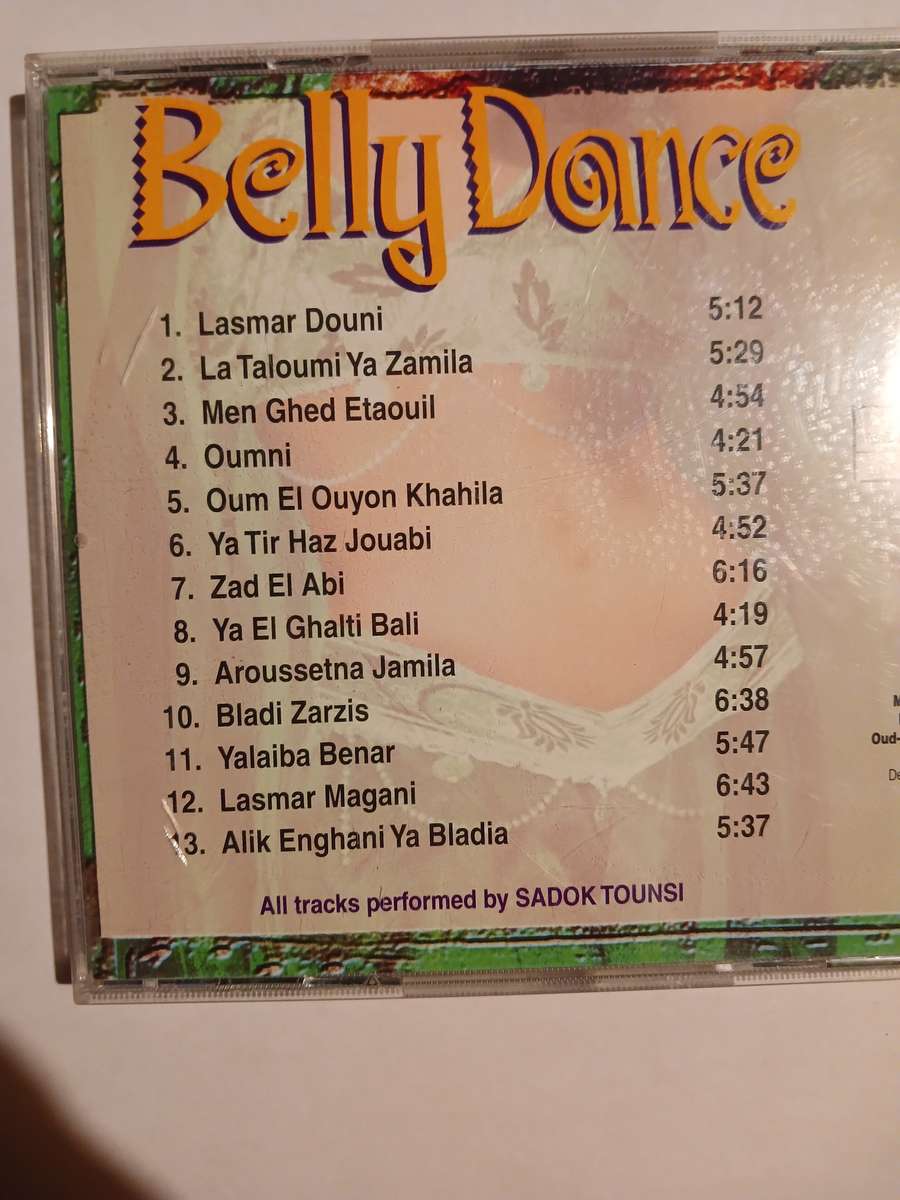 Belly Dance
1. Lasmar Douni 5:12
2. La Taloumi Ya Zamila 5:29
3. Men Ghed Etaouil 4:54
4. Oumni 4:21
5. Oum El Ouyon Khahila 5:37
6. Ya Tir Haz Jouabi 4:52
7. Zad El Abi 6:16
8. Ya El Ghalti Bali 4:19
9. Aroussetna Jamila 4:57
10. Bladi Zarzis 6:38
11. Yalaiba Benar 5:47
12. Lasmar Magani 6:43
13. Alik Enghani Ya Bladia 5:37
All tracks performed by SADOK TOUNSI
Oud-